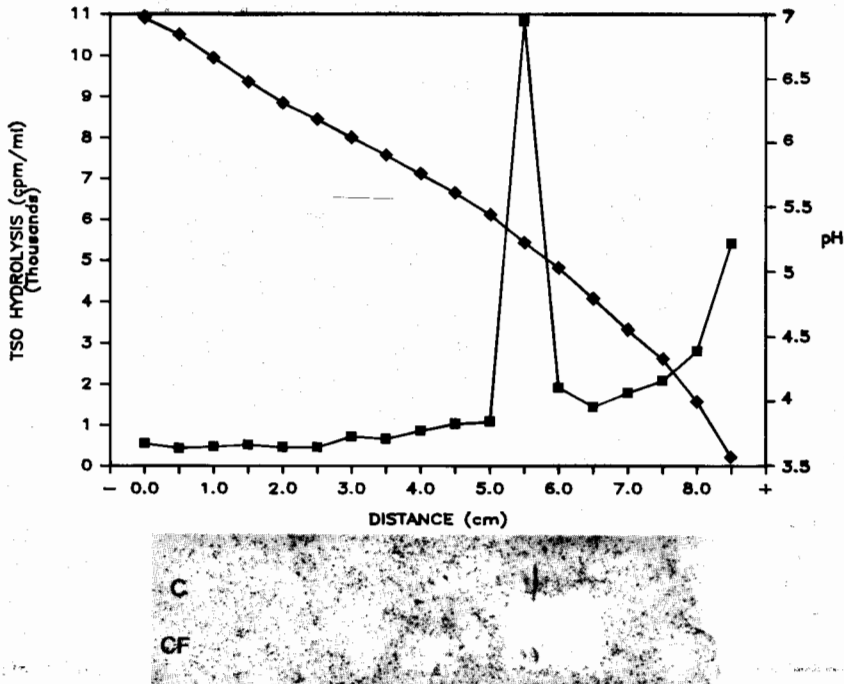 11
10
9
8
7
6
5
4
3
2
1
0
TSO HYDROLYSIS (cpm/ml)
(Thousands)
7
6.5
6
5.5
5
4.5
4
3.5
pH
− 0.0 1.0 2.0 3.0 4.0 5.0 6.0 7.0 8.0 +
DISTANCE (cm)
C
CF